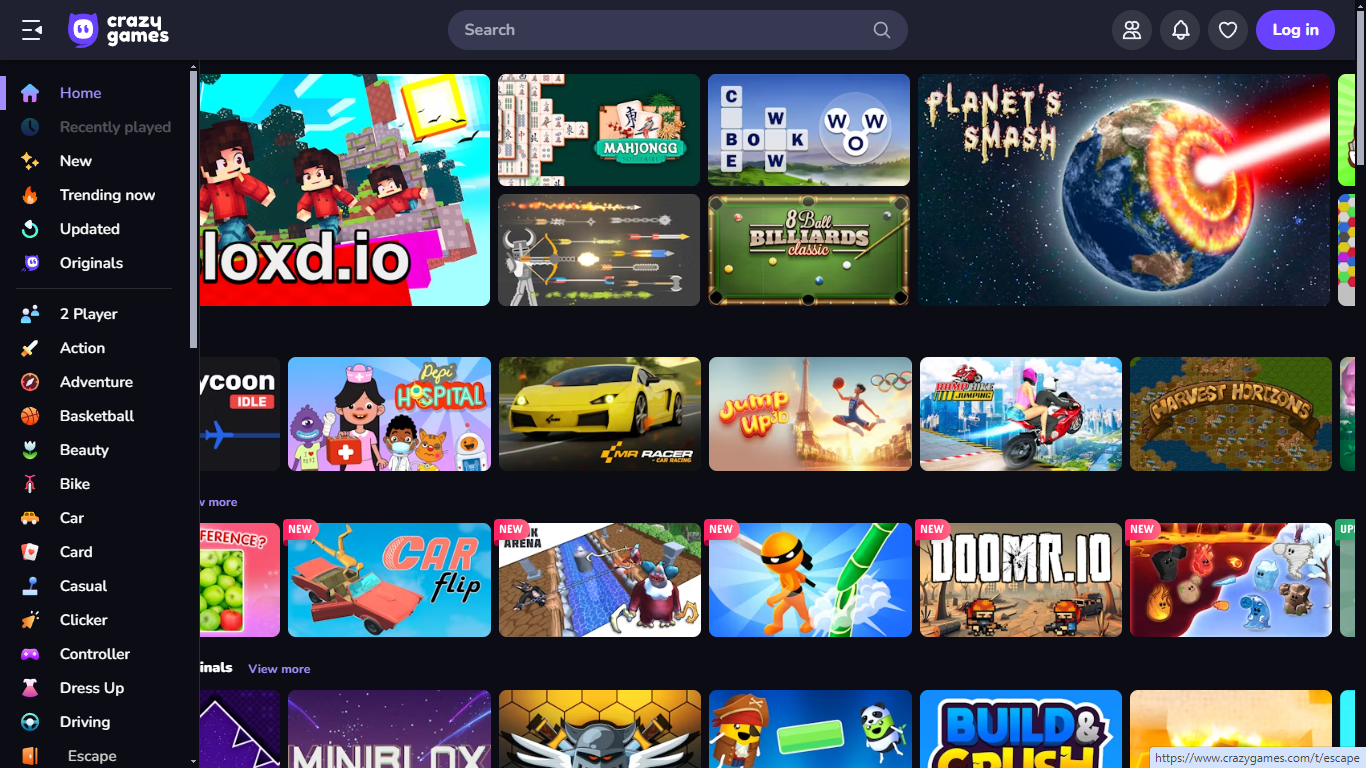 crazy games
Search
Log in
Home
Recently played
New
Trending now
Updated
Originals
2 Player
Action
Adventure
Basketball
Beauty
Bike
Car
Card
Casual
Clicker
Controller
Dress Up
Driving
Escape
loxd.io
MAHJONGG
C
W
B O O K
E W
W W
O
8 Ball
BILLIARDS
classic
PLANET'S
SMASH
ycoon
IDLE
Pepi
HOSPITAL
MR RACER
- CAR RACING
Jump
Up 3D
RAMP BIKE
JUMPING
HARVEST HORIZONS
w more
FERENCE?
NEW
CAR
flip
NEW
ARENA
NEW
NEW
DOOMR.IO
NEW
inals
View more
MINIBLOX
BUILD &
CRUSH
https://www.crazygames.com/t/escape